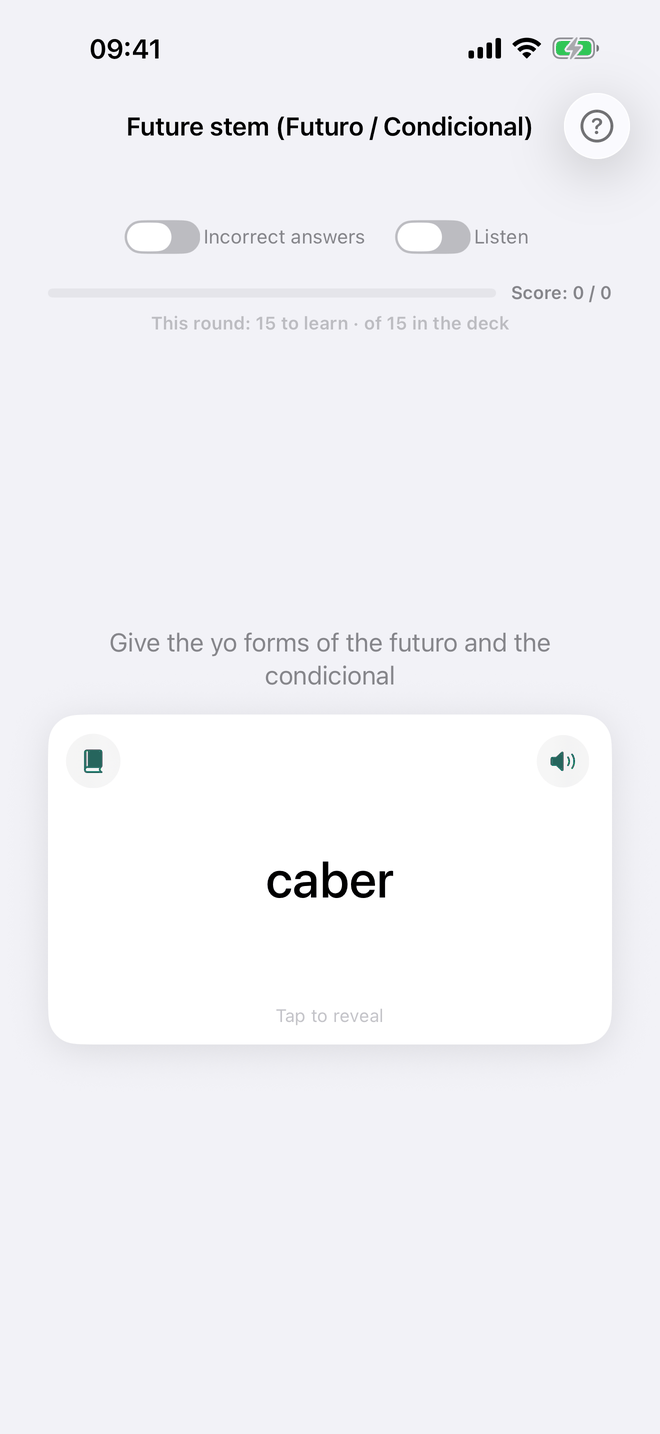 09:41
Future stem (Futuro / Condicional)
Incorrect answers
Listen
Score: 0 / 0
This round: 15 to learn · of 15 in the deck
Give the yo forms of the futuro and the
condicional
caber
Tap to reveal